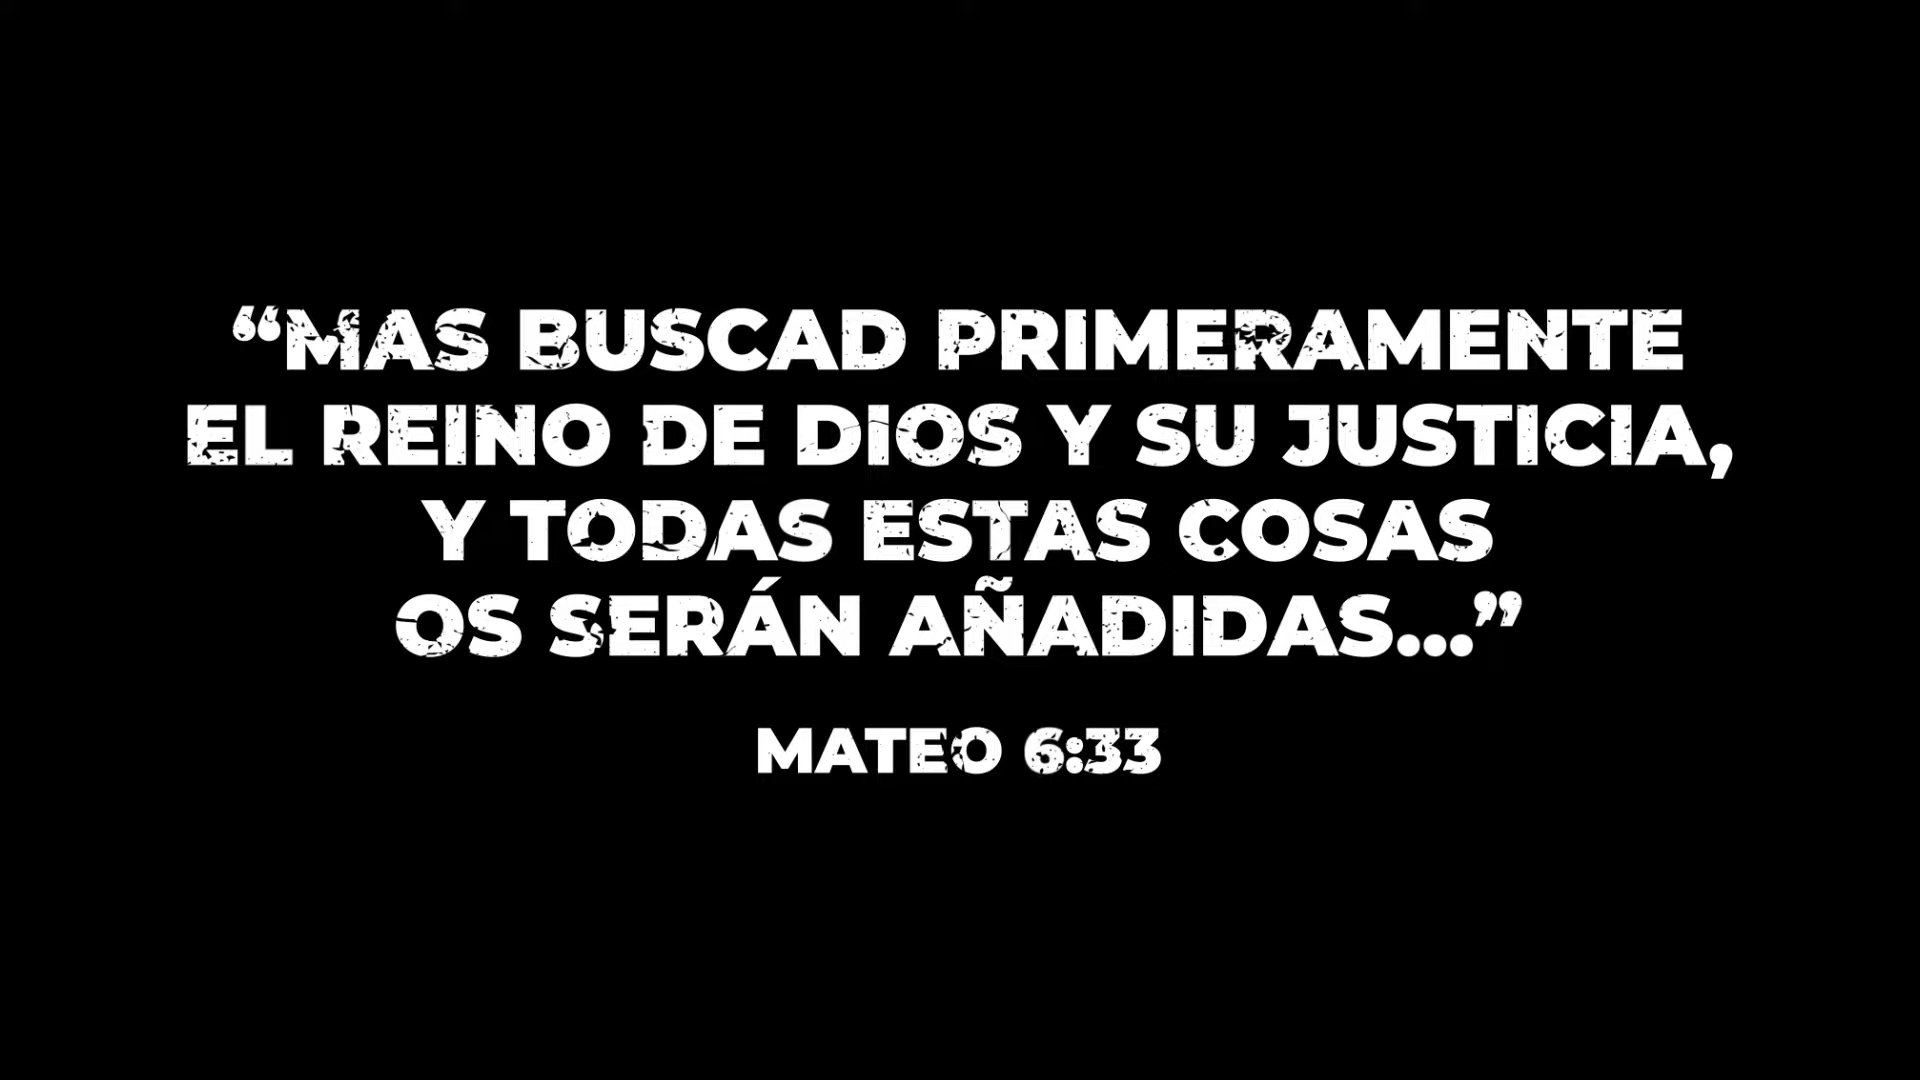 “MAS BUSCAD PRIMERAMENTE
EL REINO DE DIOS Y SU JUSTICIA,
Y TODAS ESTAS COSAS
OS SERÁN AÑADIDAS...”
MATEO 6:33